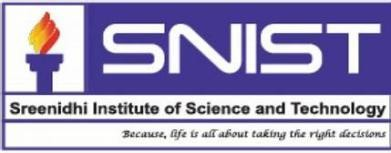 SNIST
Sreenidhi Institute of Science and Technology
Because, life is all about taking the right decisions